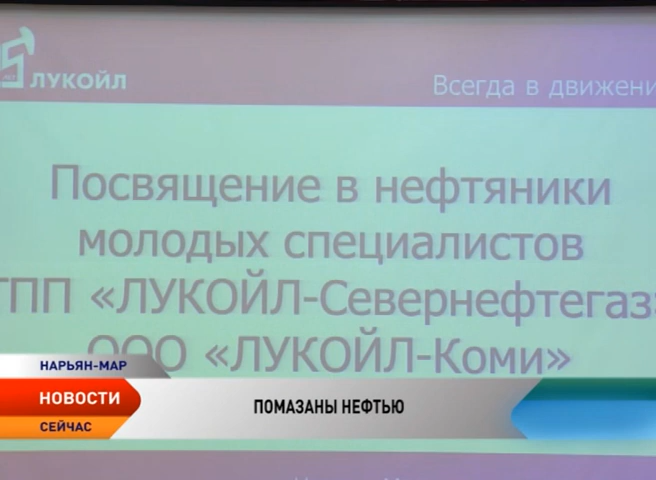 ЛЕТ
ЛУКОЙЛ
Всегда в движени
Посвящение в нефтяники
молодых специалистов
ТПП «ЛУКОЙЛ-Севернефтегаз»
ООО «ЛУКОЙЛ-Коми»
НАРЬЯН-МАР
НОВОСТИ
СЕЙЧАС
ПОМАЗАНЫ НЕФТЬЮ